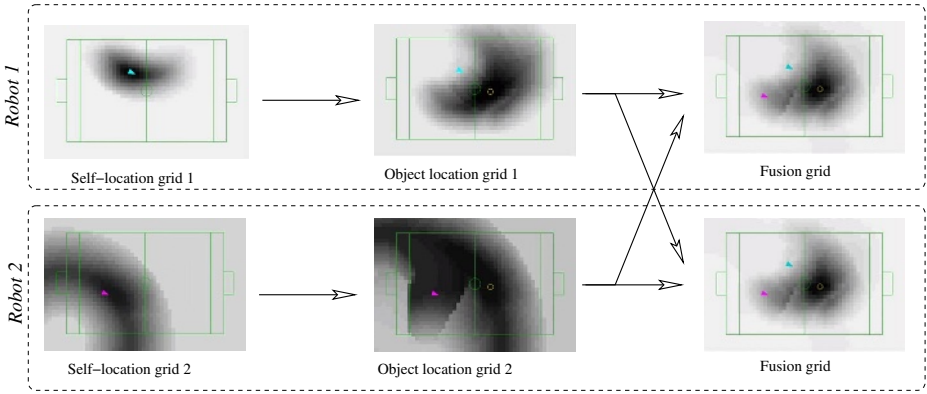 Robot 1
Self−location grid 1
Object location grid 1
Fusion grid
Robot 2
Self−location grid 2
Object location grid 2
Fusion grid